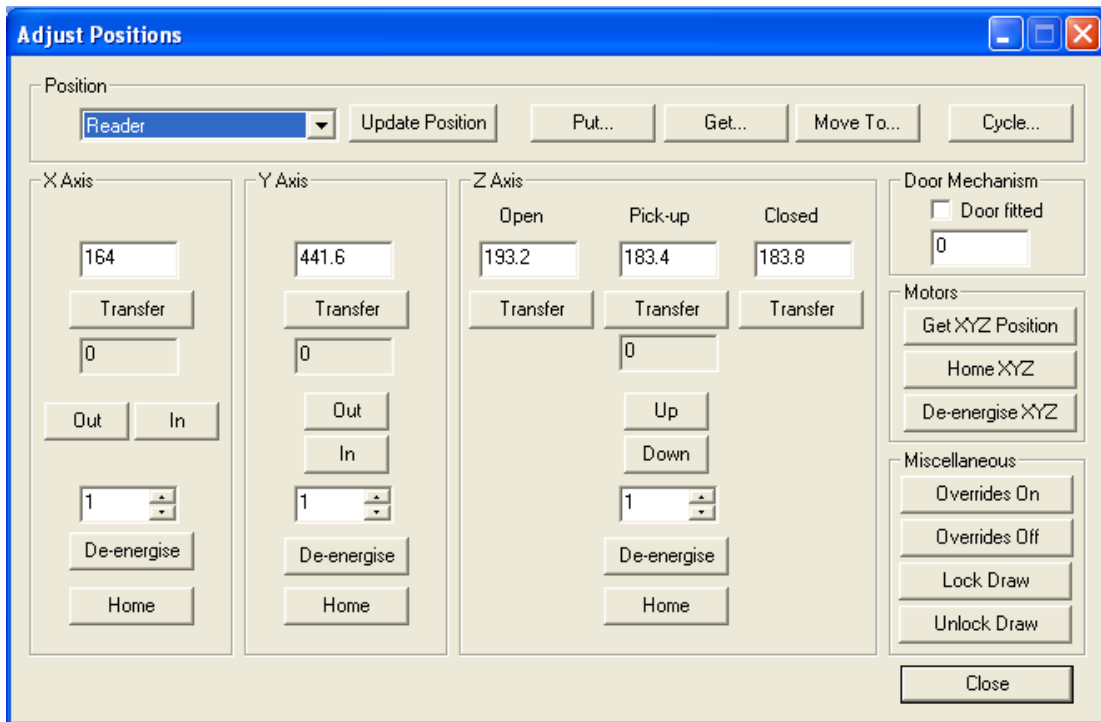 Adjust Positions
Position
Reader
Update Position
Put...
Get...
Move To...
Cycle...
X Axis
164
Transfer
0
Out
In
1
De-energise
Home
Y Axis
441.6
Transfer
0
Out
In
1
De-energise
Home
Z Axis
Open
Pick-up
Closed
193.2
183.4
183.8
Transfer
Transfer
Transfer
0
Up
Down
1
De-energise
Home
Door Mechanism
Door fitted
0
Motors
Get XYZ Position
Home XYZ
De-energise XYZ
Miscellaneous
Overrides On
Overrides Off
Lock Draw
Unlock Draw
Close